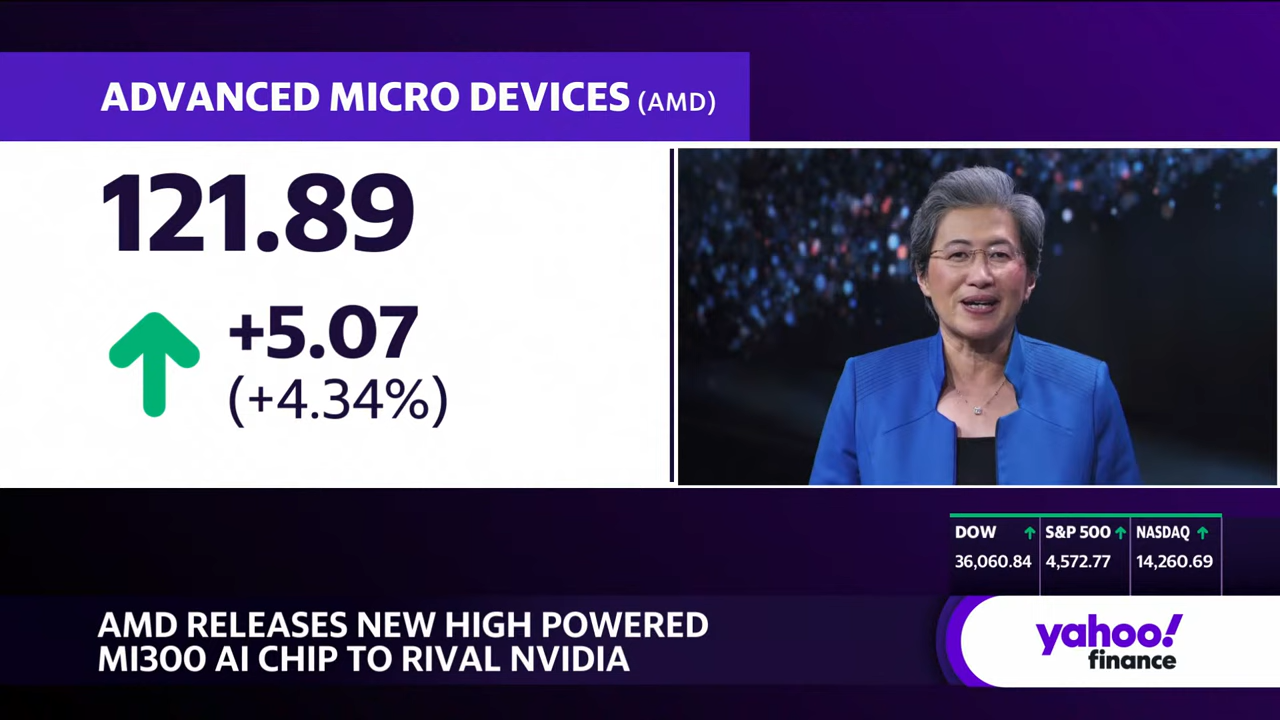 ADVANCED MICRO DEVICES (AMD)
121.89
+5.07
(+4.34%)
DOW
36,060.84
S&P 500
4,572.77
NASDAQ
14,260.69
AMD RELEASES NEW HIGH POWERED
MI300 AI CHIP TO RIVAL NVIDIA
yahoo!
finance